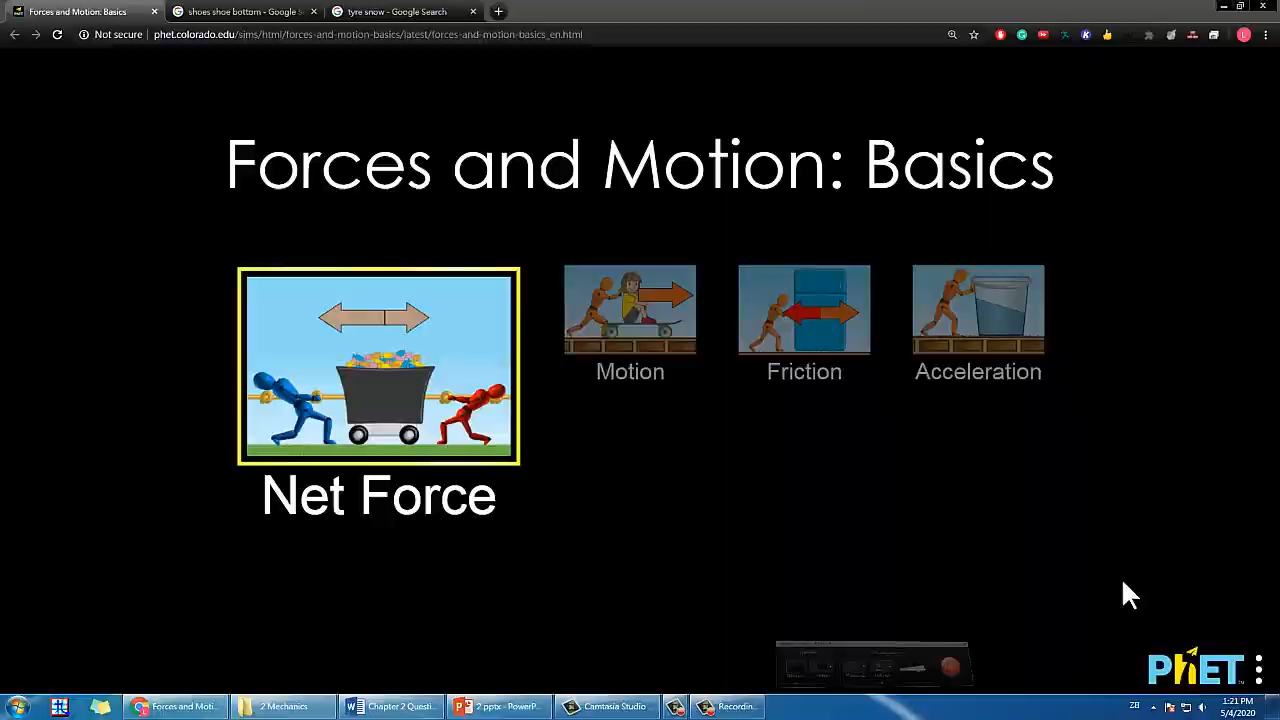 Forces and Motion: Basics
shoes shoe bottom - Google S
tyre snow - Google Search
Not secure
phet.colorado.edu/sims/html/forces-and-motion-basics/latest/forces-and-motion-basics_en.html
Forces and Motion: Basics
Net Force
Motion
Friction
Acceleration
PhET
Forces and Moti...
2 Mechanics
Chapter 2 Questi...
2.pptx - PowerP...
Camtasia Studio ...
Recordin...
ZB
1:21 PM
5/4/2020